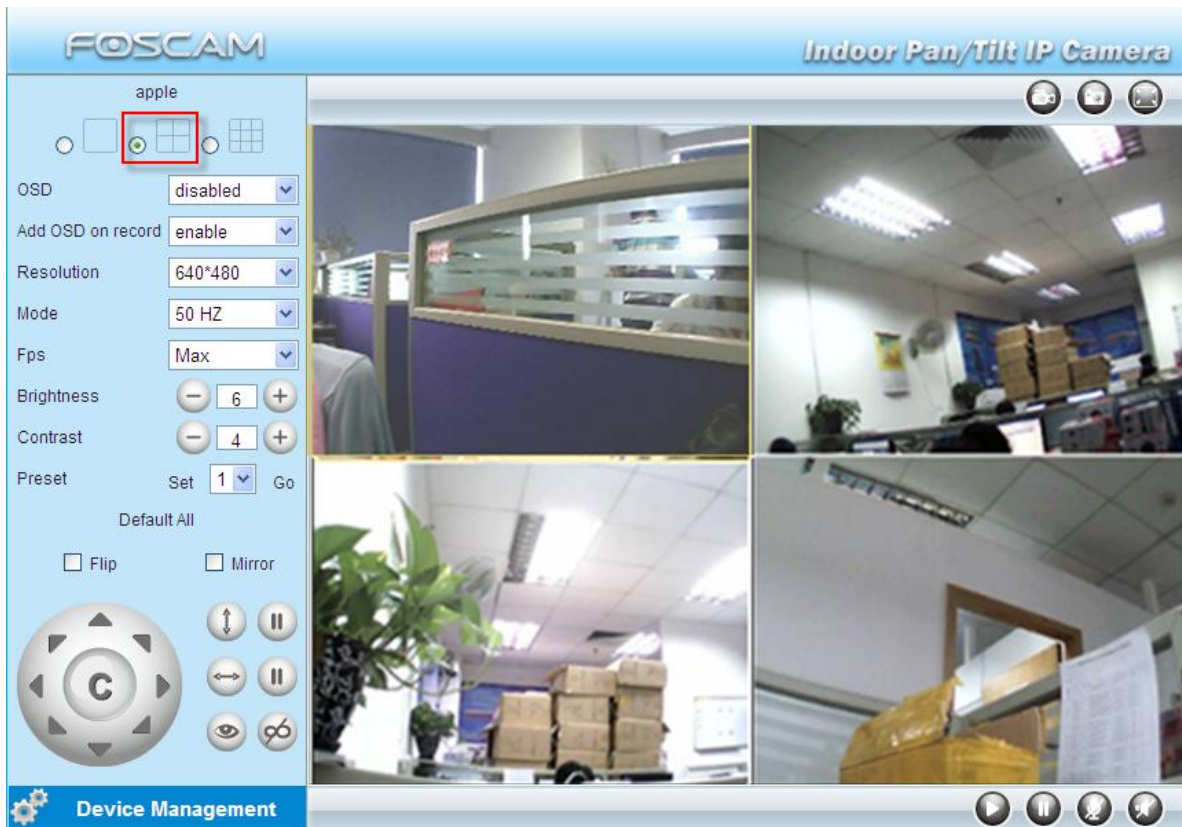 FOSCAM
Indoor Pan/Tilt IP Camera
apple
OSD disabled
Add OSD on record enable
Resolution 640*480
Mode 50 HZ
Fps Max
Brightness 6
Contrast 4
Preset Set 1 Go
Default All
Flip Mirror
C
Device Management